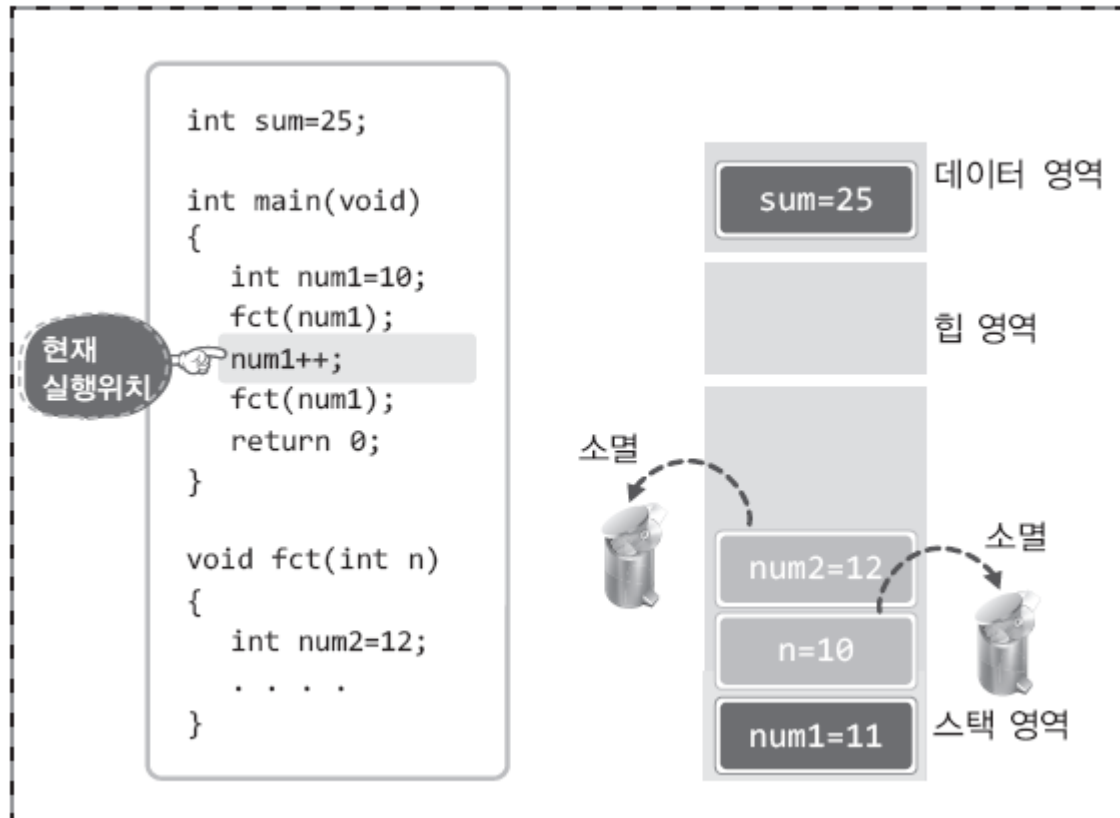 int sum=25;
int main(void)
{
int num1=10;
fct(num1);
num1++;
fct(num1);
return 0;
}
void fct(int n)
{
int num2=12;
. . . .
}
현재
실행위치
sum=25
데이터 영역
힙 영역
소멸
num2=12
소멸
n=10
num1=11
스택 영역